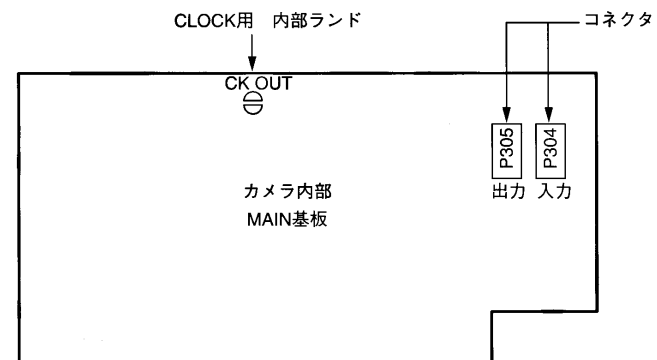 CLOCK用 内部ランド
コネクタ
CK OUT
P305
P304
出力 入力
カメラ内部
MAIN基板